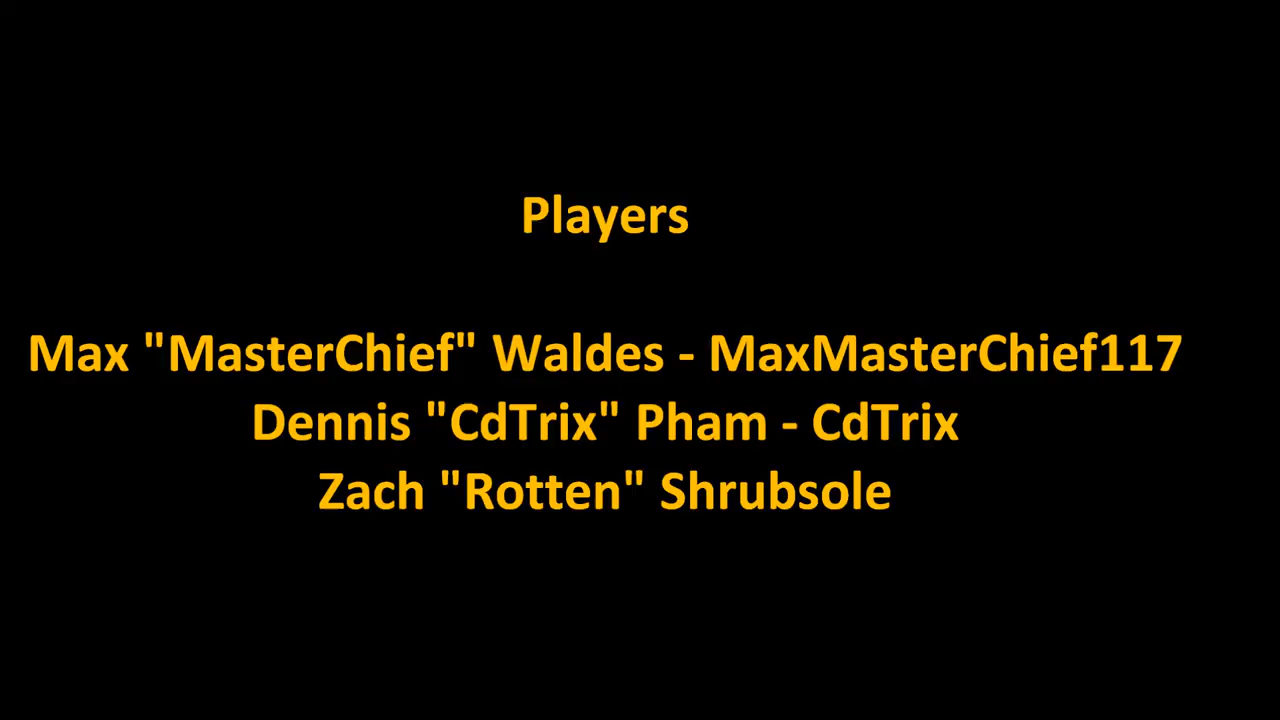 Players
Max "MasterChief" Waldes - MaxMasterChief117
Dennis "CdTrix" Pham - CdTrix
Zach "Rotten" Shrubsole